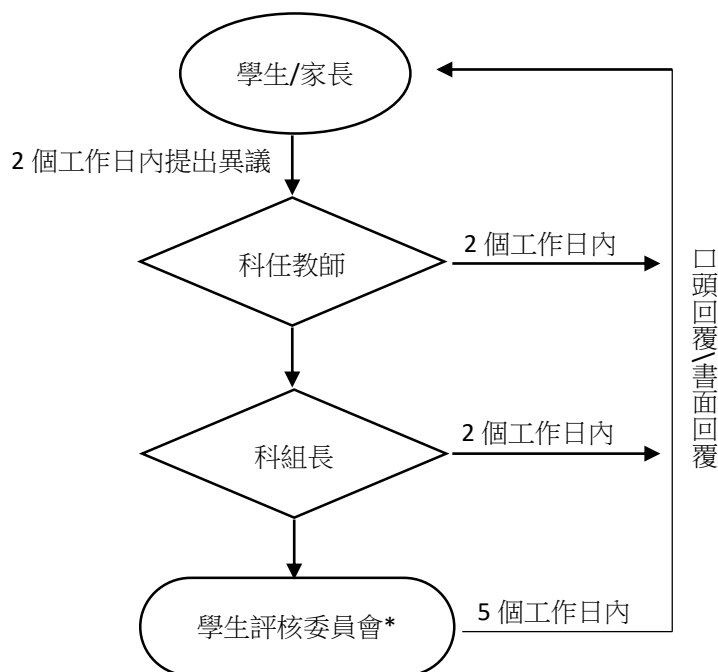 學生/家長
2 個工作日內提出異議
科任教師
2 個工作日內
口頭回覆\書面回覆
科組長
2 個工作日內
學生評核委員會*
5 個工作日內